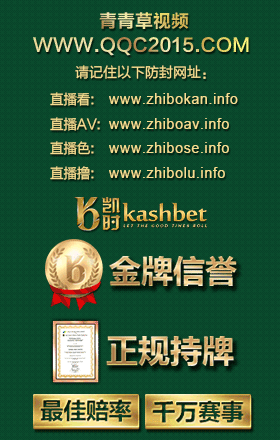 青青草视频
WWW.QQC2015.COM
请记住以下防封网址：
直播看： www.zhibokan.info
直播AV: www.zhiboav.info
直播色： www.zhibose.info
直播撸： www.zhibolu.info
凯时 kashbet
LET THE GOOD TIMES ROLL
金牌信誉
正规持牌
最佳赔率 千万赛事